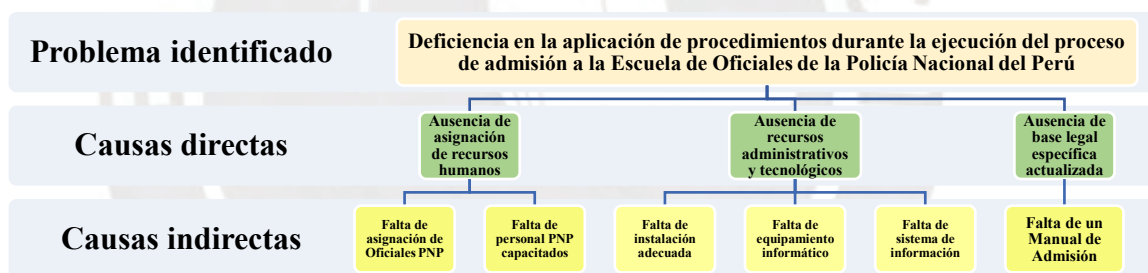 Problema identificado
Deficiencia en la aplicación de procedimientos durante la ejecución del proceso
de admisión a la Escuela de Oficiales de la Policía Nacional del Perú
Causas directas
Ausencia de
asignación
de recursos
humanos
Ausencia de
recursos
administrativos
y tecnológicos
Ausencia de
base legal
específica
actualizada
Causas indirectas
Falta de
asignación de
Oficiales PNP
Falta de
personal PNP
capacitados
Falta de
instalación
adecuada
Falta de
equipamiento
informático
Falta de
sistema de
información
Falta de un
Manual de
Admisión